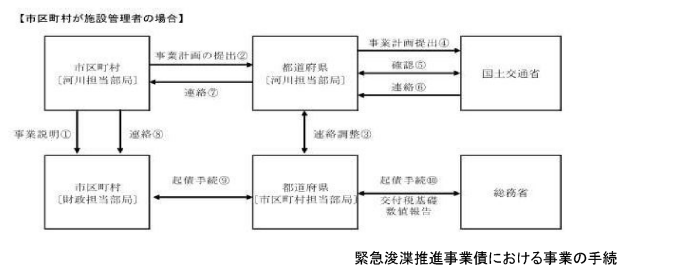 【市区町村が施設管理者の場合】
市区町村
[河川担当部局]
事業計画の提出②
連絡⑦
都道府県
[河川担当部局]
事業計画提出④
確認⑤
連絡⑥
国土交通省
事業説明①
連絡⑧
連絡調整③
市区町村
[財政担当部局]
起債手続⑨
都道府県
[市区町村担当部局]
起債手続⑩
交付税基礎
数値報告
総務省
緊急浚渫推進事業債における事業の手続